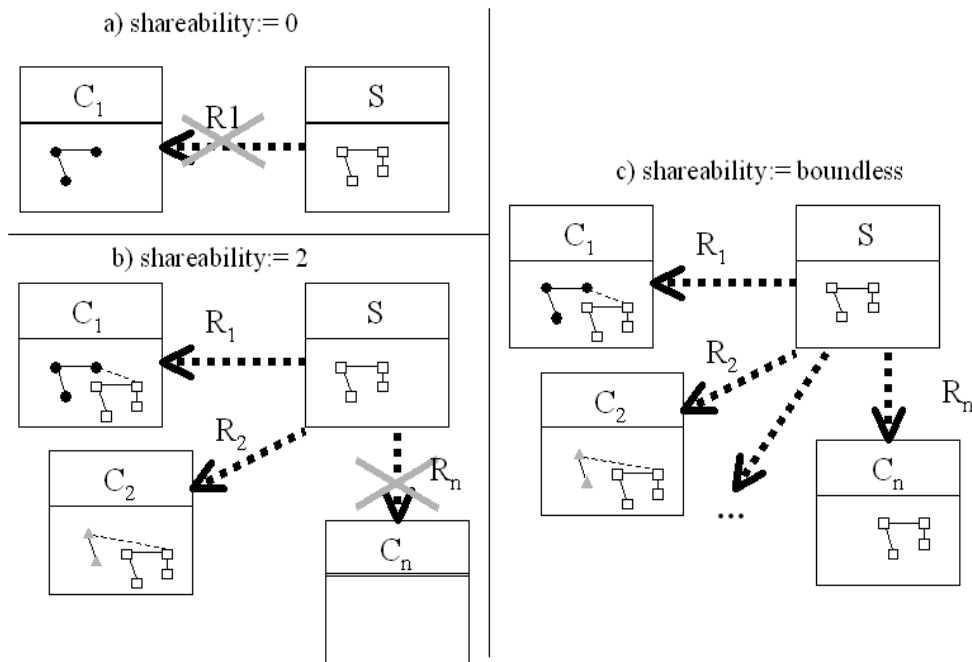 a) shareability:= 0
C1
R1
S
b) shareability:= 2
C1
R1
S
R2
C2
Rn
Cn
c) shareability:= boundless
C1
R1
S
R2
C2
Rn
Cn
...